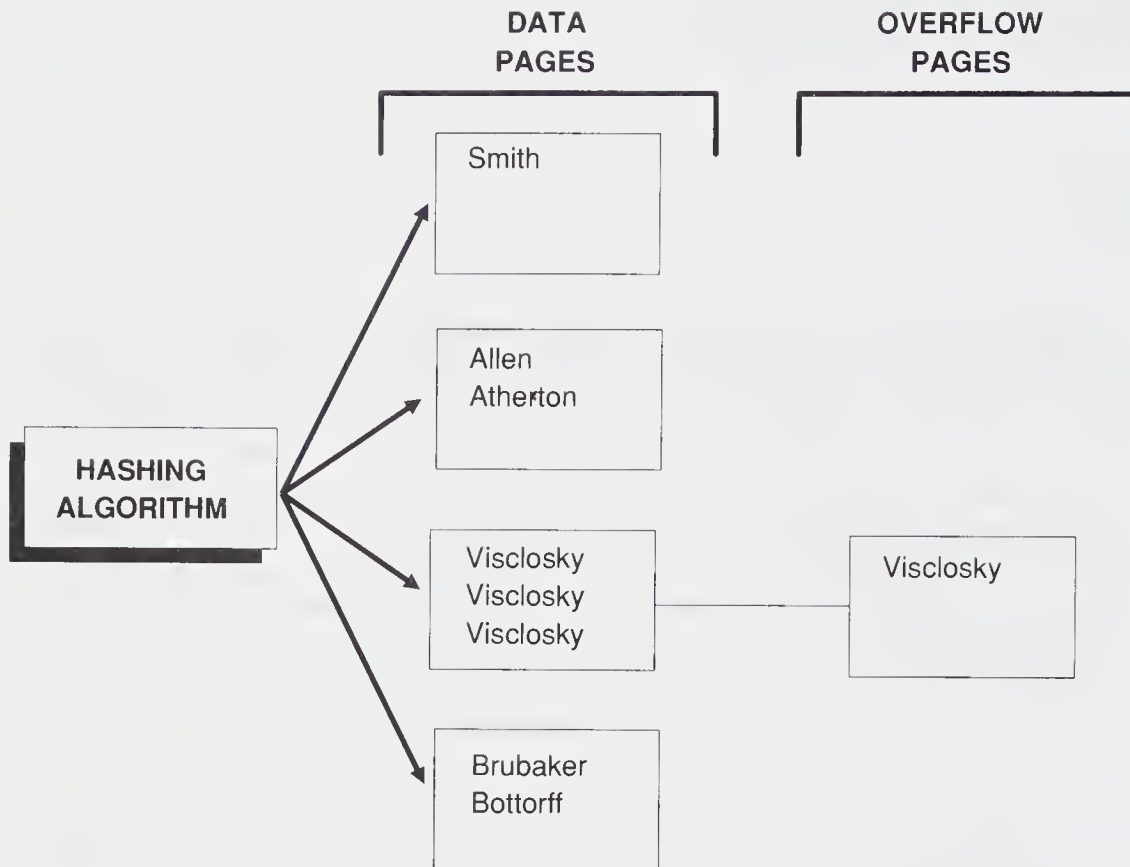 DATA
PAGES
OVERFLOW
PAGES
Smith
Allen
Atherton
HASHING
ALGORITHM
Visclosky
Visclosky
Visclosky
Visclosky
Brubaker
Bottorff